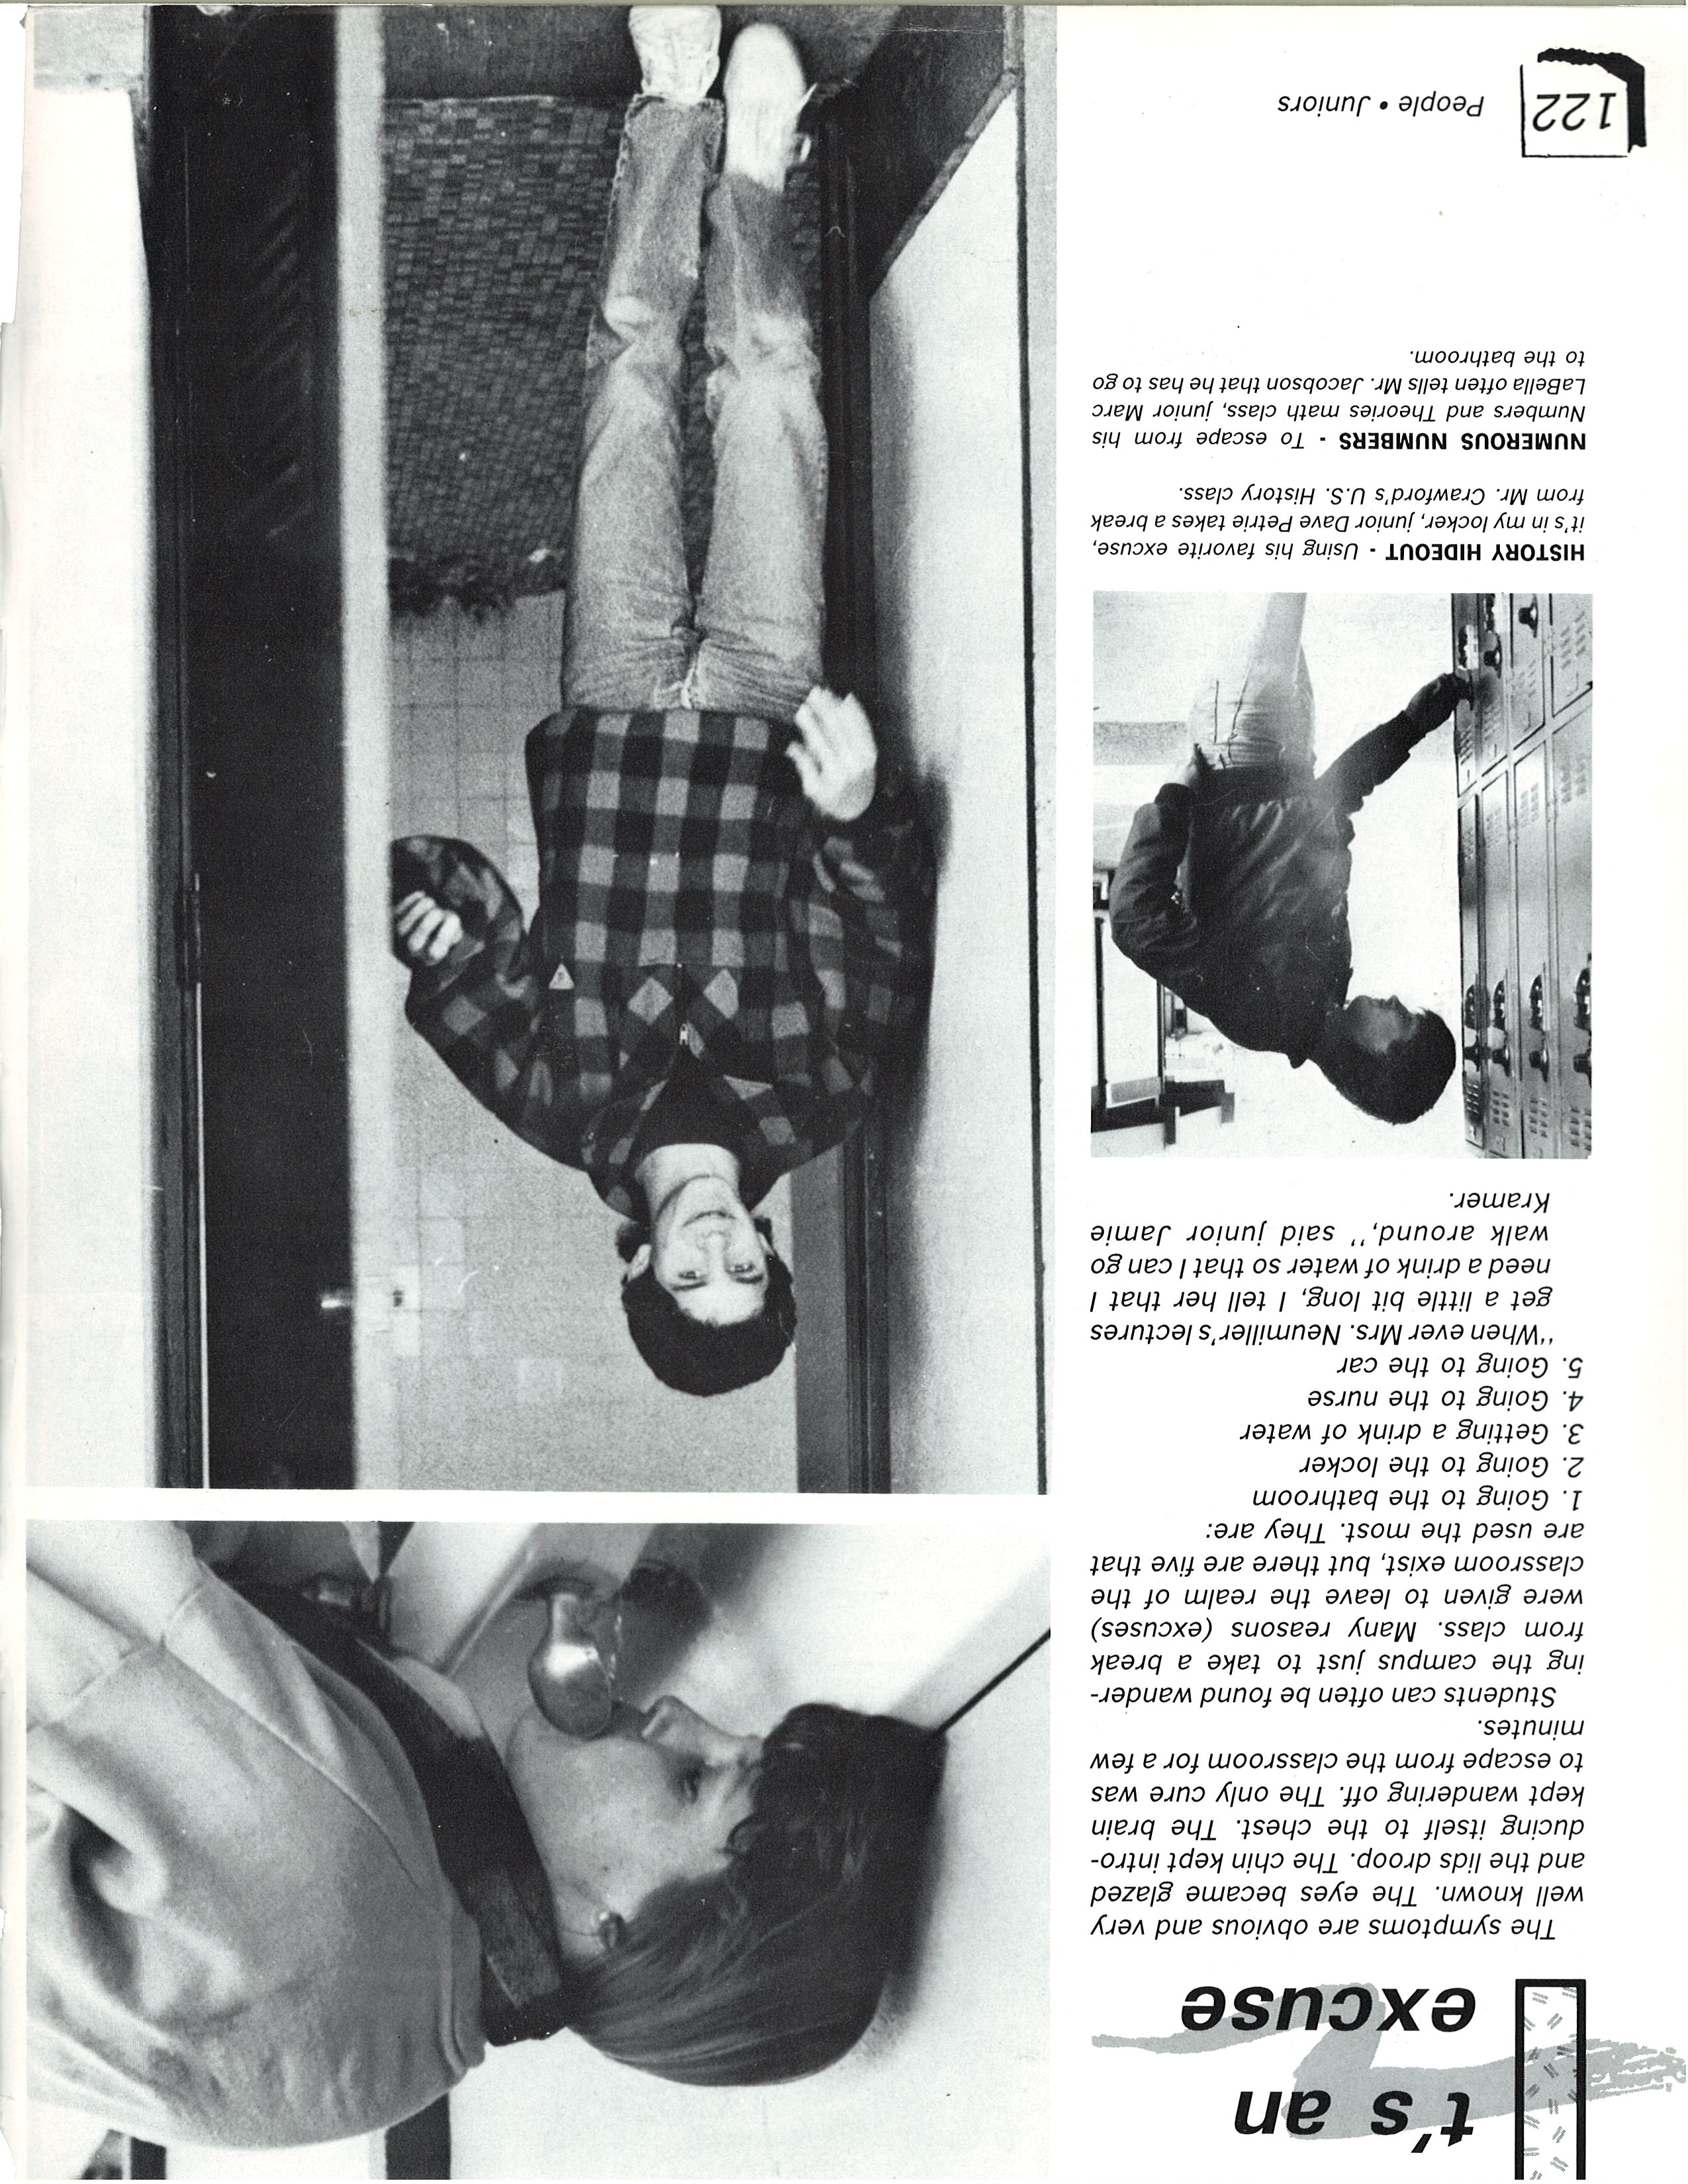 It's an
excuse
The symptoms are obvious and very
well known. The eyes became glazed
and the lids droop. The chin kept intro-
ducing itself to the chest. The brain
kept wandering off. The only cure was
to escape from the classroom for a few
minutes.
Students can often be found wander-
ing the campus just to take a break
from class. Many reasons (excuses)
were given to leave the realm of the
classroom exist, but there are five that
are used the most. They are:
1. Going to the bathroom
2. Going to the locker
3. Getting a drink of water
4. Going to the nurse
5. Going to the car
"When ever Mrs. Neumiller's lectures
get a little bit long, I tell her that I
need a drink of water so that I can go
walk around," said junior Jamie
Kramer.
HISTORY HIDEOUT - Using his favorite excuse,
it's in my locker, junior Dave Petrie takes a break
from Mr. Crawford's U.S. History class.
NUMEROUS NUMBERS - To escape from his
Numbers and Theories math class, junior Marc
LaBella often tells Mr. Jacobson that he has to go
to the bathroom.
122 People • Juniors